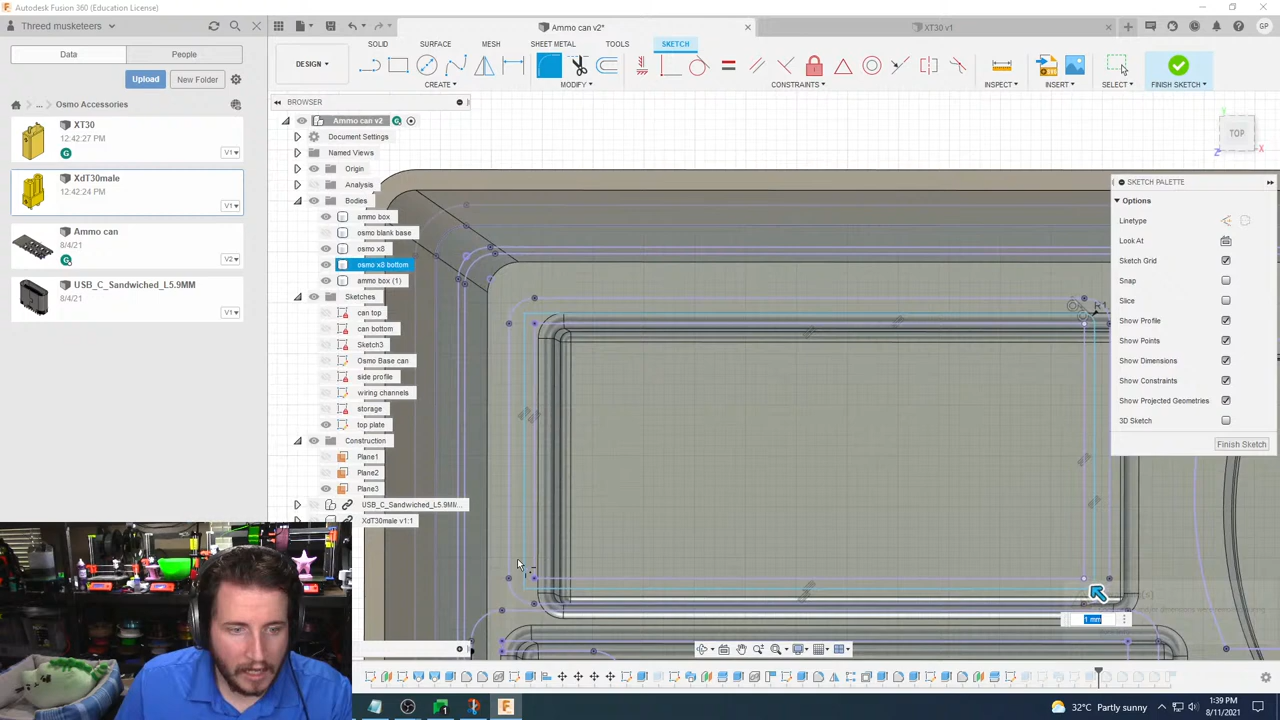 Autodesk Fusion 360 (Education License)
Threed musketeers
Ammo can v2*
XT30 v1
GP
Data
People
Upload
New Folder
... Osmo Accessories
XT30
12:42:27 PM
G
V1
XdT30male
12:42:24 PM
V1
Ammo can
8/4/21
G
V2
USB_C_Sandwiched_L5.9MM
8/4/21
V1
DESIGN
SOLID
SURFACE
MESH
SHEET METAL
TOOLS
SKETCH
CREATE
MODIFY
CONSTRAINTS
INSPECT
INSERT
SELECT
FINISH SKETCH
BROWSER
Ammo can v2
G
Document Settings
Named Views
Origin
Analysis
Bodies
ammo box
osmo blank base
osmo x8
osmo x8 bottom
ammo box (1)
Sketches
can top
can bottom
Sketch3
Osmo Base can
side profile
wiring channels
storage
top plate
Construction
Plane1
Plane2
Plane3
USB_C_Sandwiched_L5.9MM...
XdT30male v1:1
TOP
Y
X
Z
SKETCH PALETTE
Options
Linetype
Look At
Sketch Grid
Snap
Slice
Show Profile
Show Points
Show Dimensions
Show Constraints
Show Projected Geometries
3D Sketch
Finish Sketch
R1
1 mm
32°C Partly sunny
1:39 PM
8/11/2021